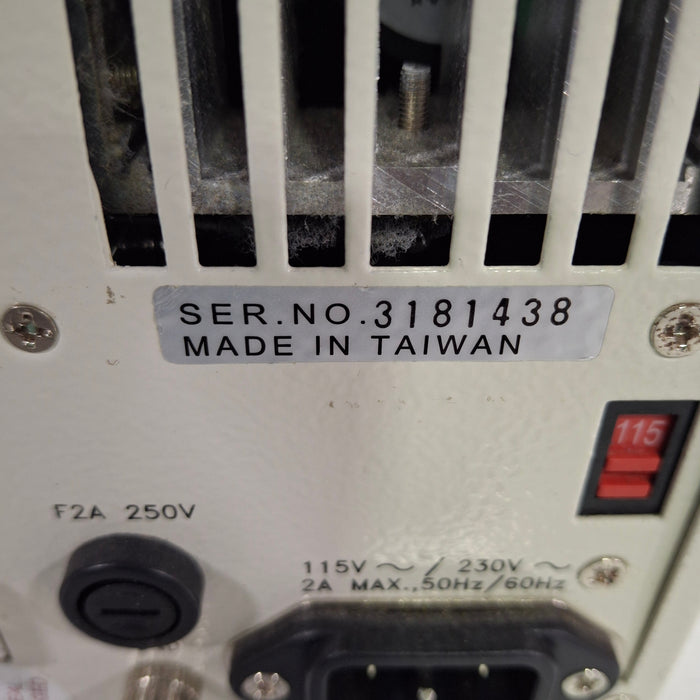 SER.NO.3181438
MADE IN TAIWAN
115
F2A 250V
115V ~ / 230V ~
2A MAX.,50Hz/60Hz